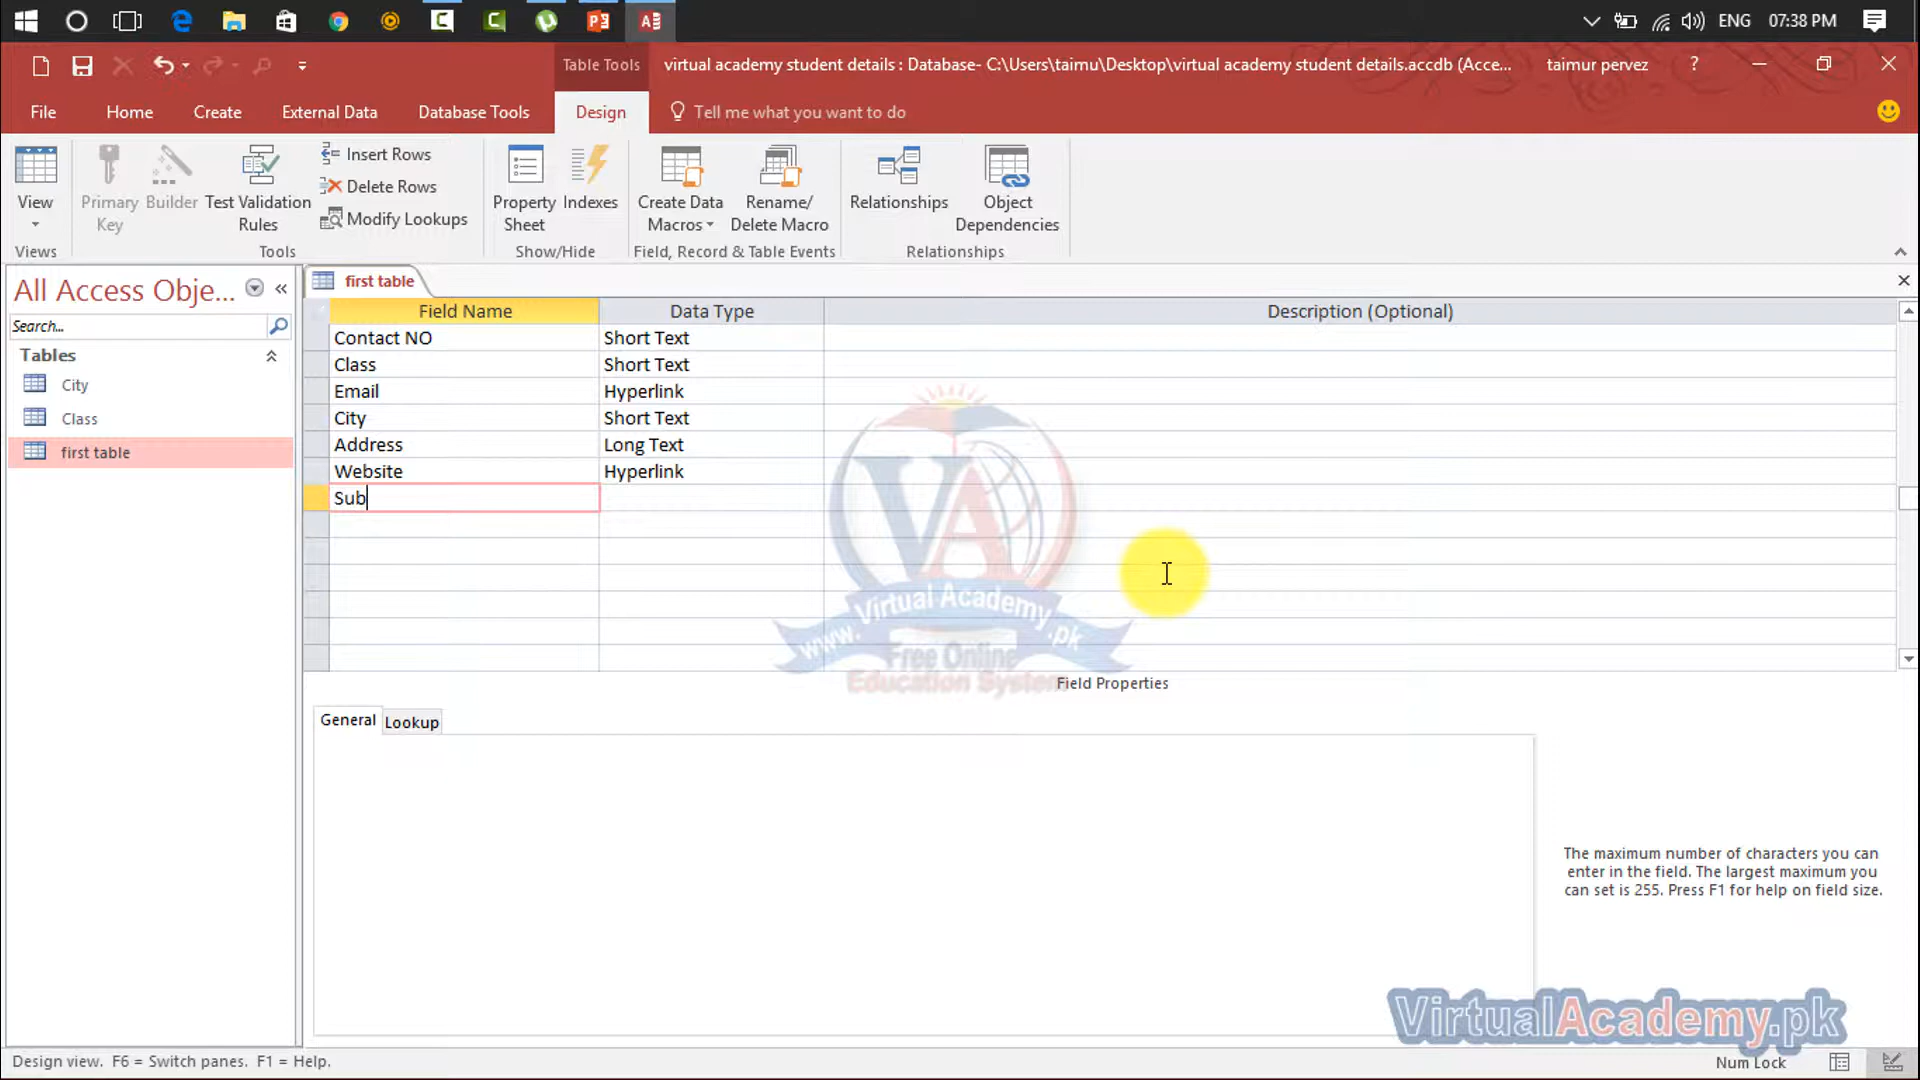 ENG 07:38 PM
Table Tools virtual academy student details : Database- C:\Users\taimu\Desktop\virtual academy student details.accdb (Acce... taimur pervez ?
File Home Create External Data Database Tools Design Tell me what you want to do
View Primary Key Builder Test Validation Rules Insert Rows Delete Rows Modify Lookups Property Sheet Indexes Create Data Macros Rename/ Delete Macro Relationships Object Dependencies
Views Tools Show/Hide Field, Record & Table Events Relationships
All Access Obje... «
first table
Search...
Tables
City
Class
first table
Field Name Data Type Description (Optional)
Contact NO Short Text
Class Short Text
Email Hyperlink
City Short Text
Address Long Text
Website Hyperlink
Sub
VA
www.Virtual Academy.pk
Free Online
Education System
Field Properties
General Lookup
The maximum number of characters you can
enter in the field. The largest maximum you
can set is 255. Press F1 for help on field size.
VirtualAcademy.pk
Design view. F6 = Switch panes. F1 = Help. Num Lock